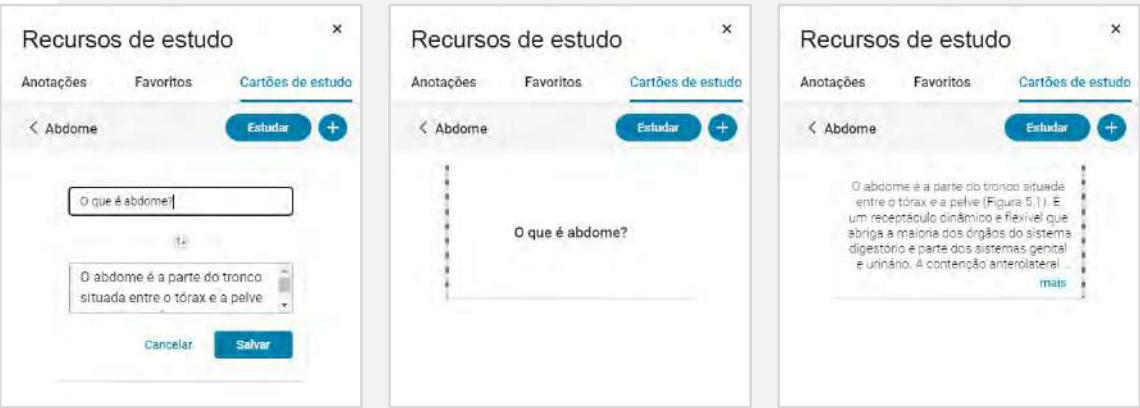 Recursos de estudo ×
Anotações Favoritos Cartões de estudo
< Abdome Estudar +
O que é abdome?
O abdome é a parte do tronco
situada entre o tórax e a pelve
Cancelar Salvar
Recursos de estudo ×
Anotações Favoritos Cartões de estudo
< Abdome Estudar +
O que é abdome?
Recursos de estudo ×
Anotações Favoritos Cartões de estudo
< Abdome Estudar +
O abdome é a parte do tronco situada
entre o tórax e a pelve (Figura 5.1). É
um receptáculo dinâmico e flexível que
abriga a maioria dos órgãos do sistema
digestório e parte dos sistemas genital
e urinário. A contenção anterolateral ...
mais